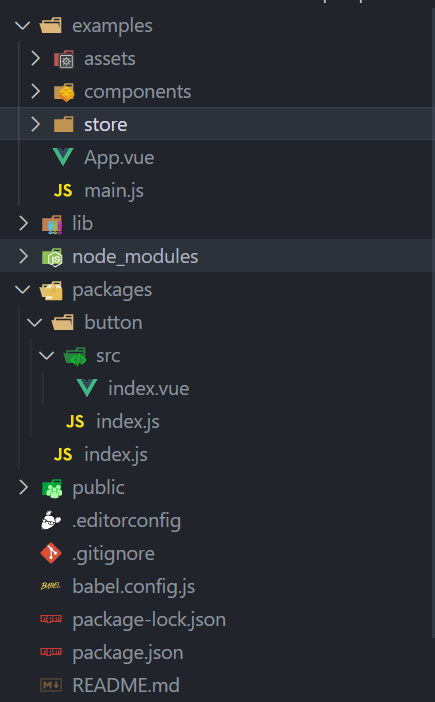 examples
assets
components
store
App.vue
JS main.js
lib
node_modules
packages
button
src
index.vue
JS index.js
JS index.js
public
.editorconfig
.gitignore
BABEL babel.config.js
npm package-lock.json
npm package.json
README.md